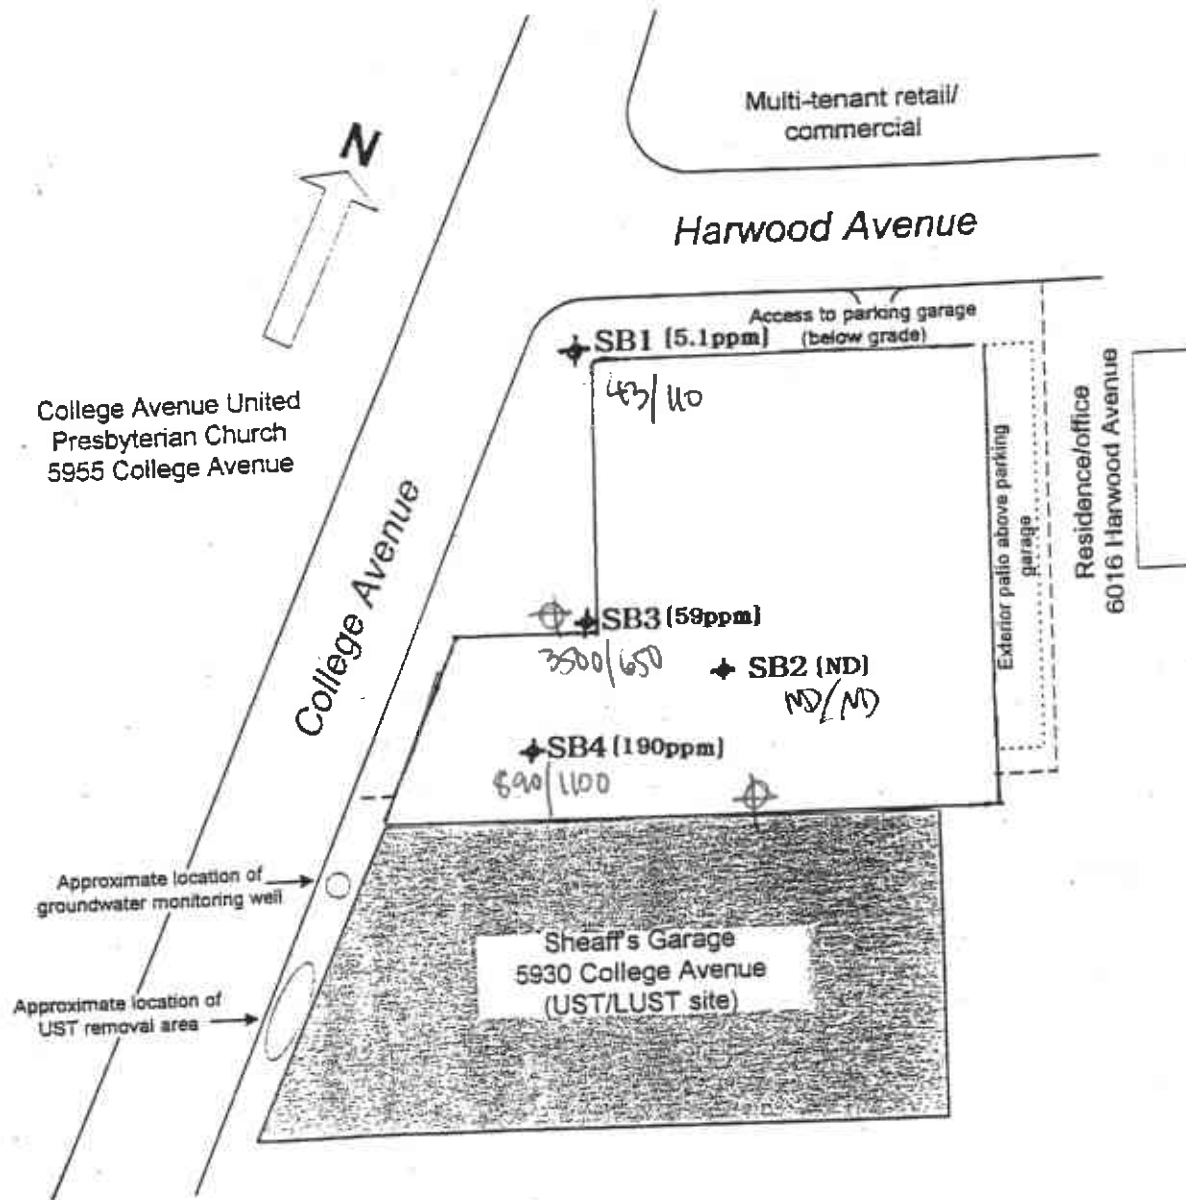 Multi-tenant retail/
commercial
N
Harwood Avenue
Access to parking garage
(below grade)
SB1 (5.1ppm)
43/110
College Avenue United
Presbyterian Church
5955 College Avenue
College Avenue
Exterior patio above parking
garage
Residence/office
6016 Harwood Avenue
SB3 (59ppm)
3500/650
SB2 (ND)
ND/ND
SB4 (190ppm)
890/1100
Approximate location of
groundwater monitoring well
Sheaff's Garage
5930 College Avenue
(UST/LUST site)
Approximate location of
UST removal area